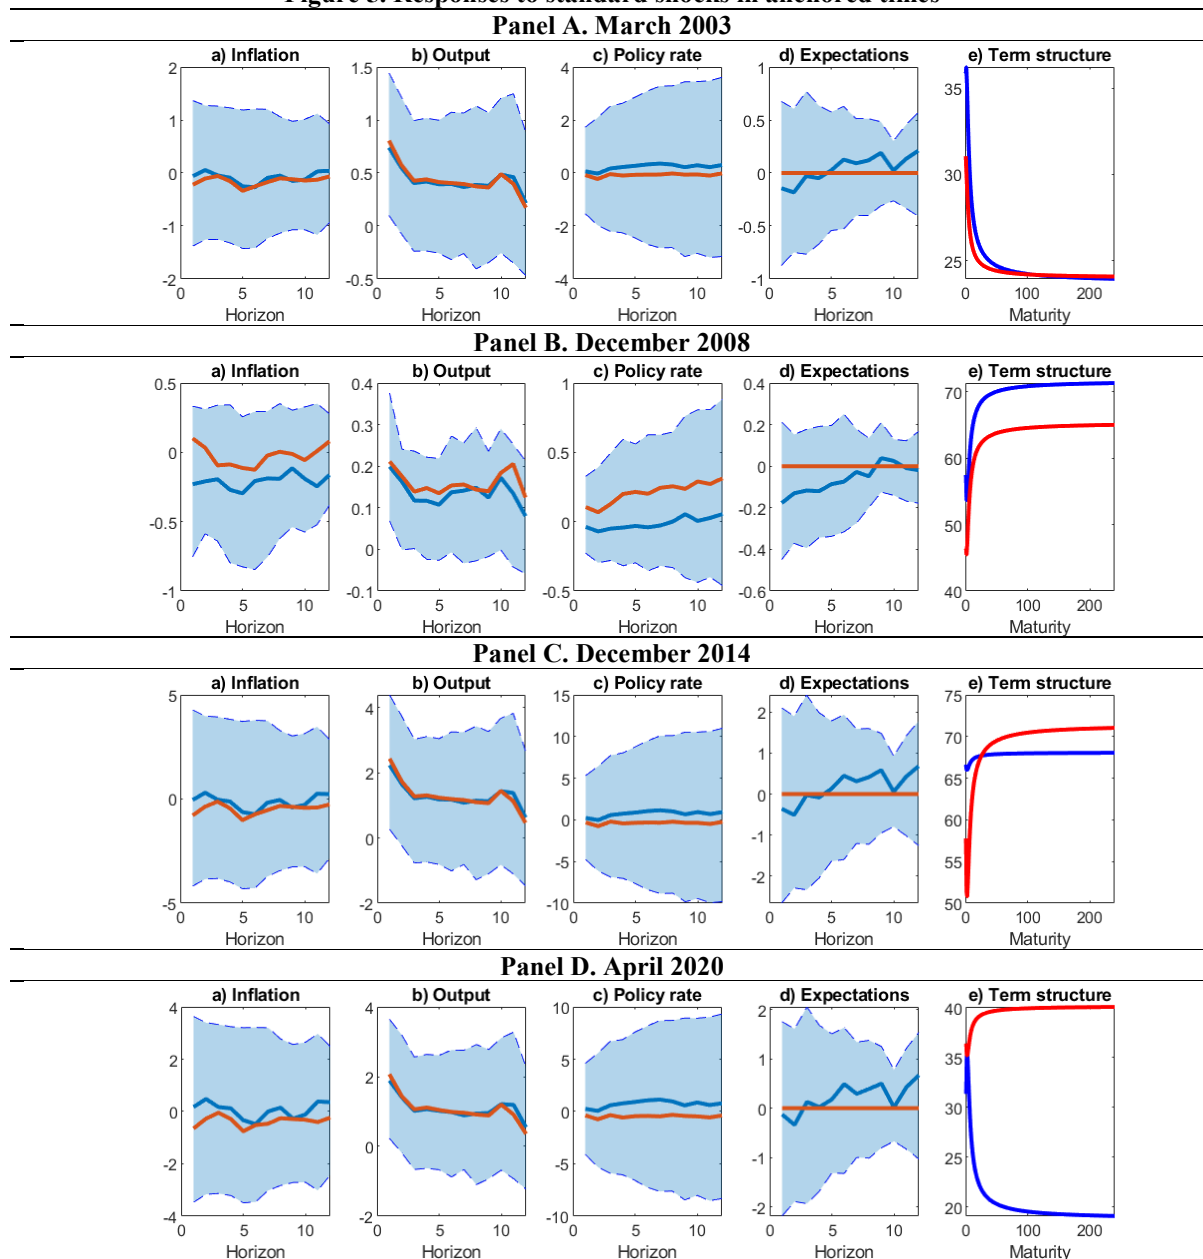 Figure 3. Responses to standard shocks in anchored times
Panel A. March 2003
a) Inflation b) Output c) Policy rate d) Expectations e) Term structure
2 1.5 4 1 35
1 1 2 0.5
0 0.5 0 0
-1 0 -2 -0.5 25
-2 -0.5 -4 -1
0 5 10 0 5 10 0 5 10 0 5 10 0 100 200
Horizon Horizon Horizon Horizon Maturity
Panel B. December 2008
a) Inflation b) Output c) Policy rate d) Expectations e) Term structure
0.5 0.4 1 0.4 70
0 0.3 0.5 0.2 60
-0.5 0.2 0 0 50
-1 0.1 -0.5 -0.2 40
0 -0.4
-0.1 -0.6
0 5 10 0 5 10 0 5 10 0 5 10 0 100 200
Horizon Horizon Horizon Horizon Maturity
Panel C. December 2014
a) Inflation b) Output c) Policy rate d) Expectations e) Term structure
5 4 15 2 75
0 2 10 1 70
-5 0 5 0 65
-2 0 -1 60
-5 -2 55
-10 50
0 5 10 0 5 10 0 5 10 0 5 10 0 100 200
Horizon Horizon Horizon Horizon Maturity
Panel D. April 2020
a) Inflation b) Output c) Policy rate d) Expectations e) Term structure
4 4 10 2 40
2 2 5 1 35
0 0 0 0 30
-2 -2 -5 -1 25
-4 -10 -2 20
0 5 10 0 5 10 0 5 10 0 5 10 0 100 200
Horizon Horizon Horizon Horizon Maturity